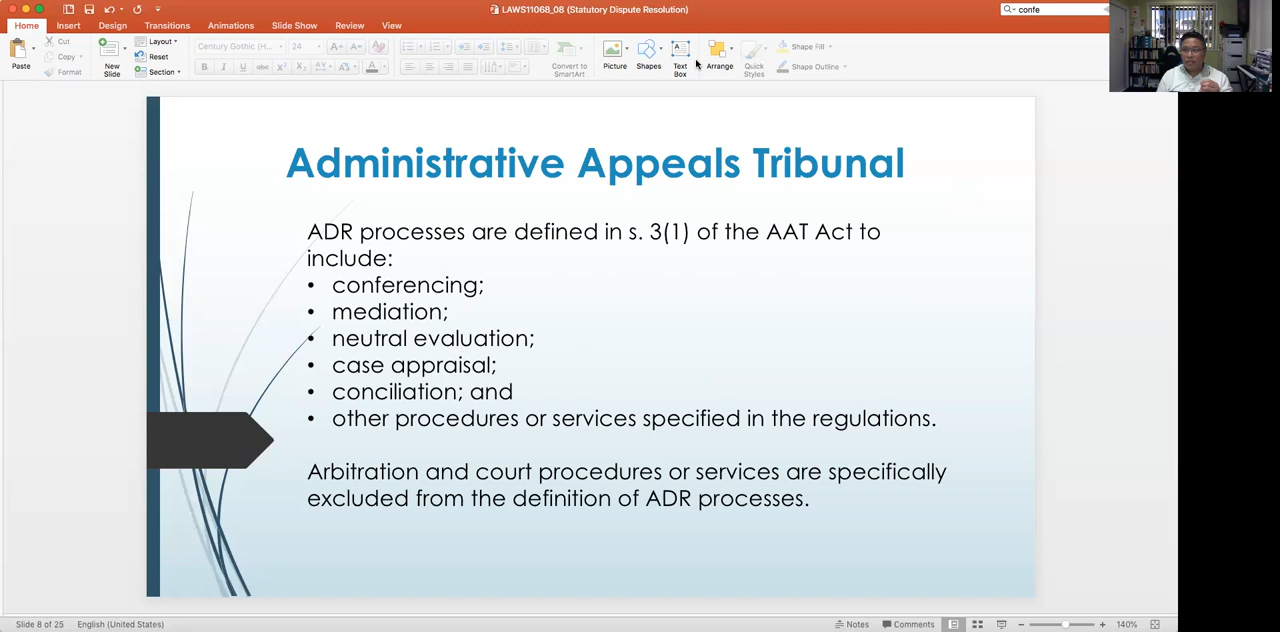 LAWS11068_08 (Statutory Dispute Resolution)
confe
Home Insert Design Transitions Animations Slide Show Review View
Paste
Cut
Copy
Format
New
Slide
Layout
Reset
Section
Century Gothic (H... 24
Convert to
SmartArt
Picture
Shapes
Text
Box
Arrange
Quick
Styles
Shape Fill
Shape Outline
Administrative Appeals Tribunal
ADR processes are defined in s. 3(1) of the AAT Act to
include:
• conferencing;
• mediation;
• neutral evaluation;
• case appraisal;
• conciliation; and
• other procedures or services specified in the regulations.
Arbitration and court procedures or services are specifically
excluded from the definition of ADR processes.
Slide 8 of 25 English (United States) Notes Comments 140%